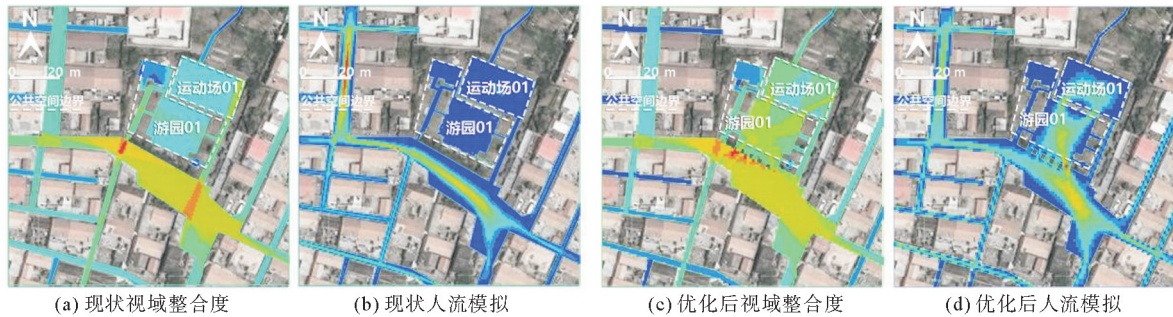 N
0 120 m
公共空间边界
运动场01
游园01
(a) 现状视域整合度
N
0 120 m
公共空间边界
运动场01
游园01
(b) 现状人流模拟
N
0 120 m
公共空间边界
运动场01
游园01
(c) 优化后视域整合度
N
0 120 m
公共空间边界
运动场01
游园01
(d) 优化后人流模拟